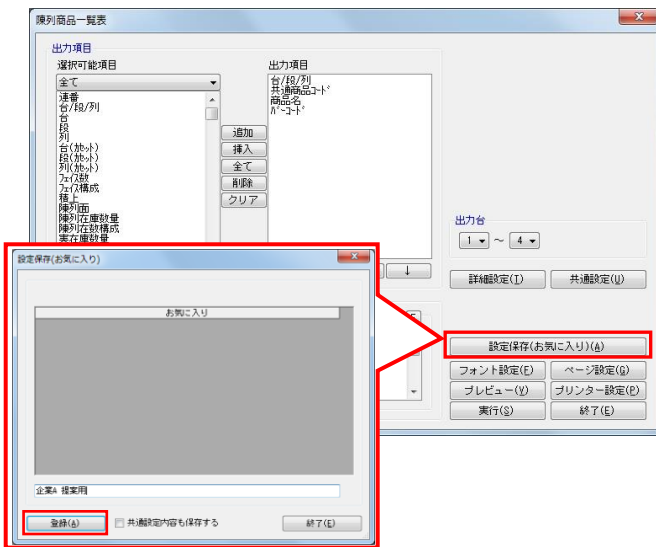 陳列商品一覧表
出力項目
選択可能項目
全て
連番
台/段/列
台
段
列
台(ｶｾｯﾄ)
段(ｶｾｯﾄ)
列(ｶｾｯﾄ)
ﾌｪｲｽ数
ﾌｪｲｽ構成
積上
陳列面
陳列在庫数量
陳列在数構成
実在庫数量
追加
挿入
全て
削除
クリア
出力項目
台/段/列
共通商品ｺｰﾄﾞ
商品名
ﾊﾞｰｺｰﾄﾞ
↓
出力台
1 ～ 4
詳細設定(I)
共通設定(U)
設定保存(お気に入り)(A)
フォント設定(F)
ページ設定(G)
プレビュー(V)
プリンター設定(P)
実行(S)
終了(E)
設定保存(お気に入り)
お気に入り
企業A 提案用
登録(A)
共通設定内容も保存する
終了(E)